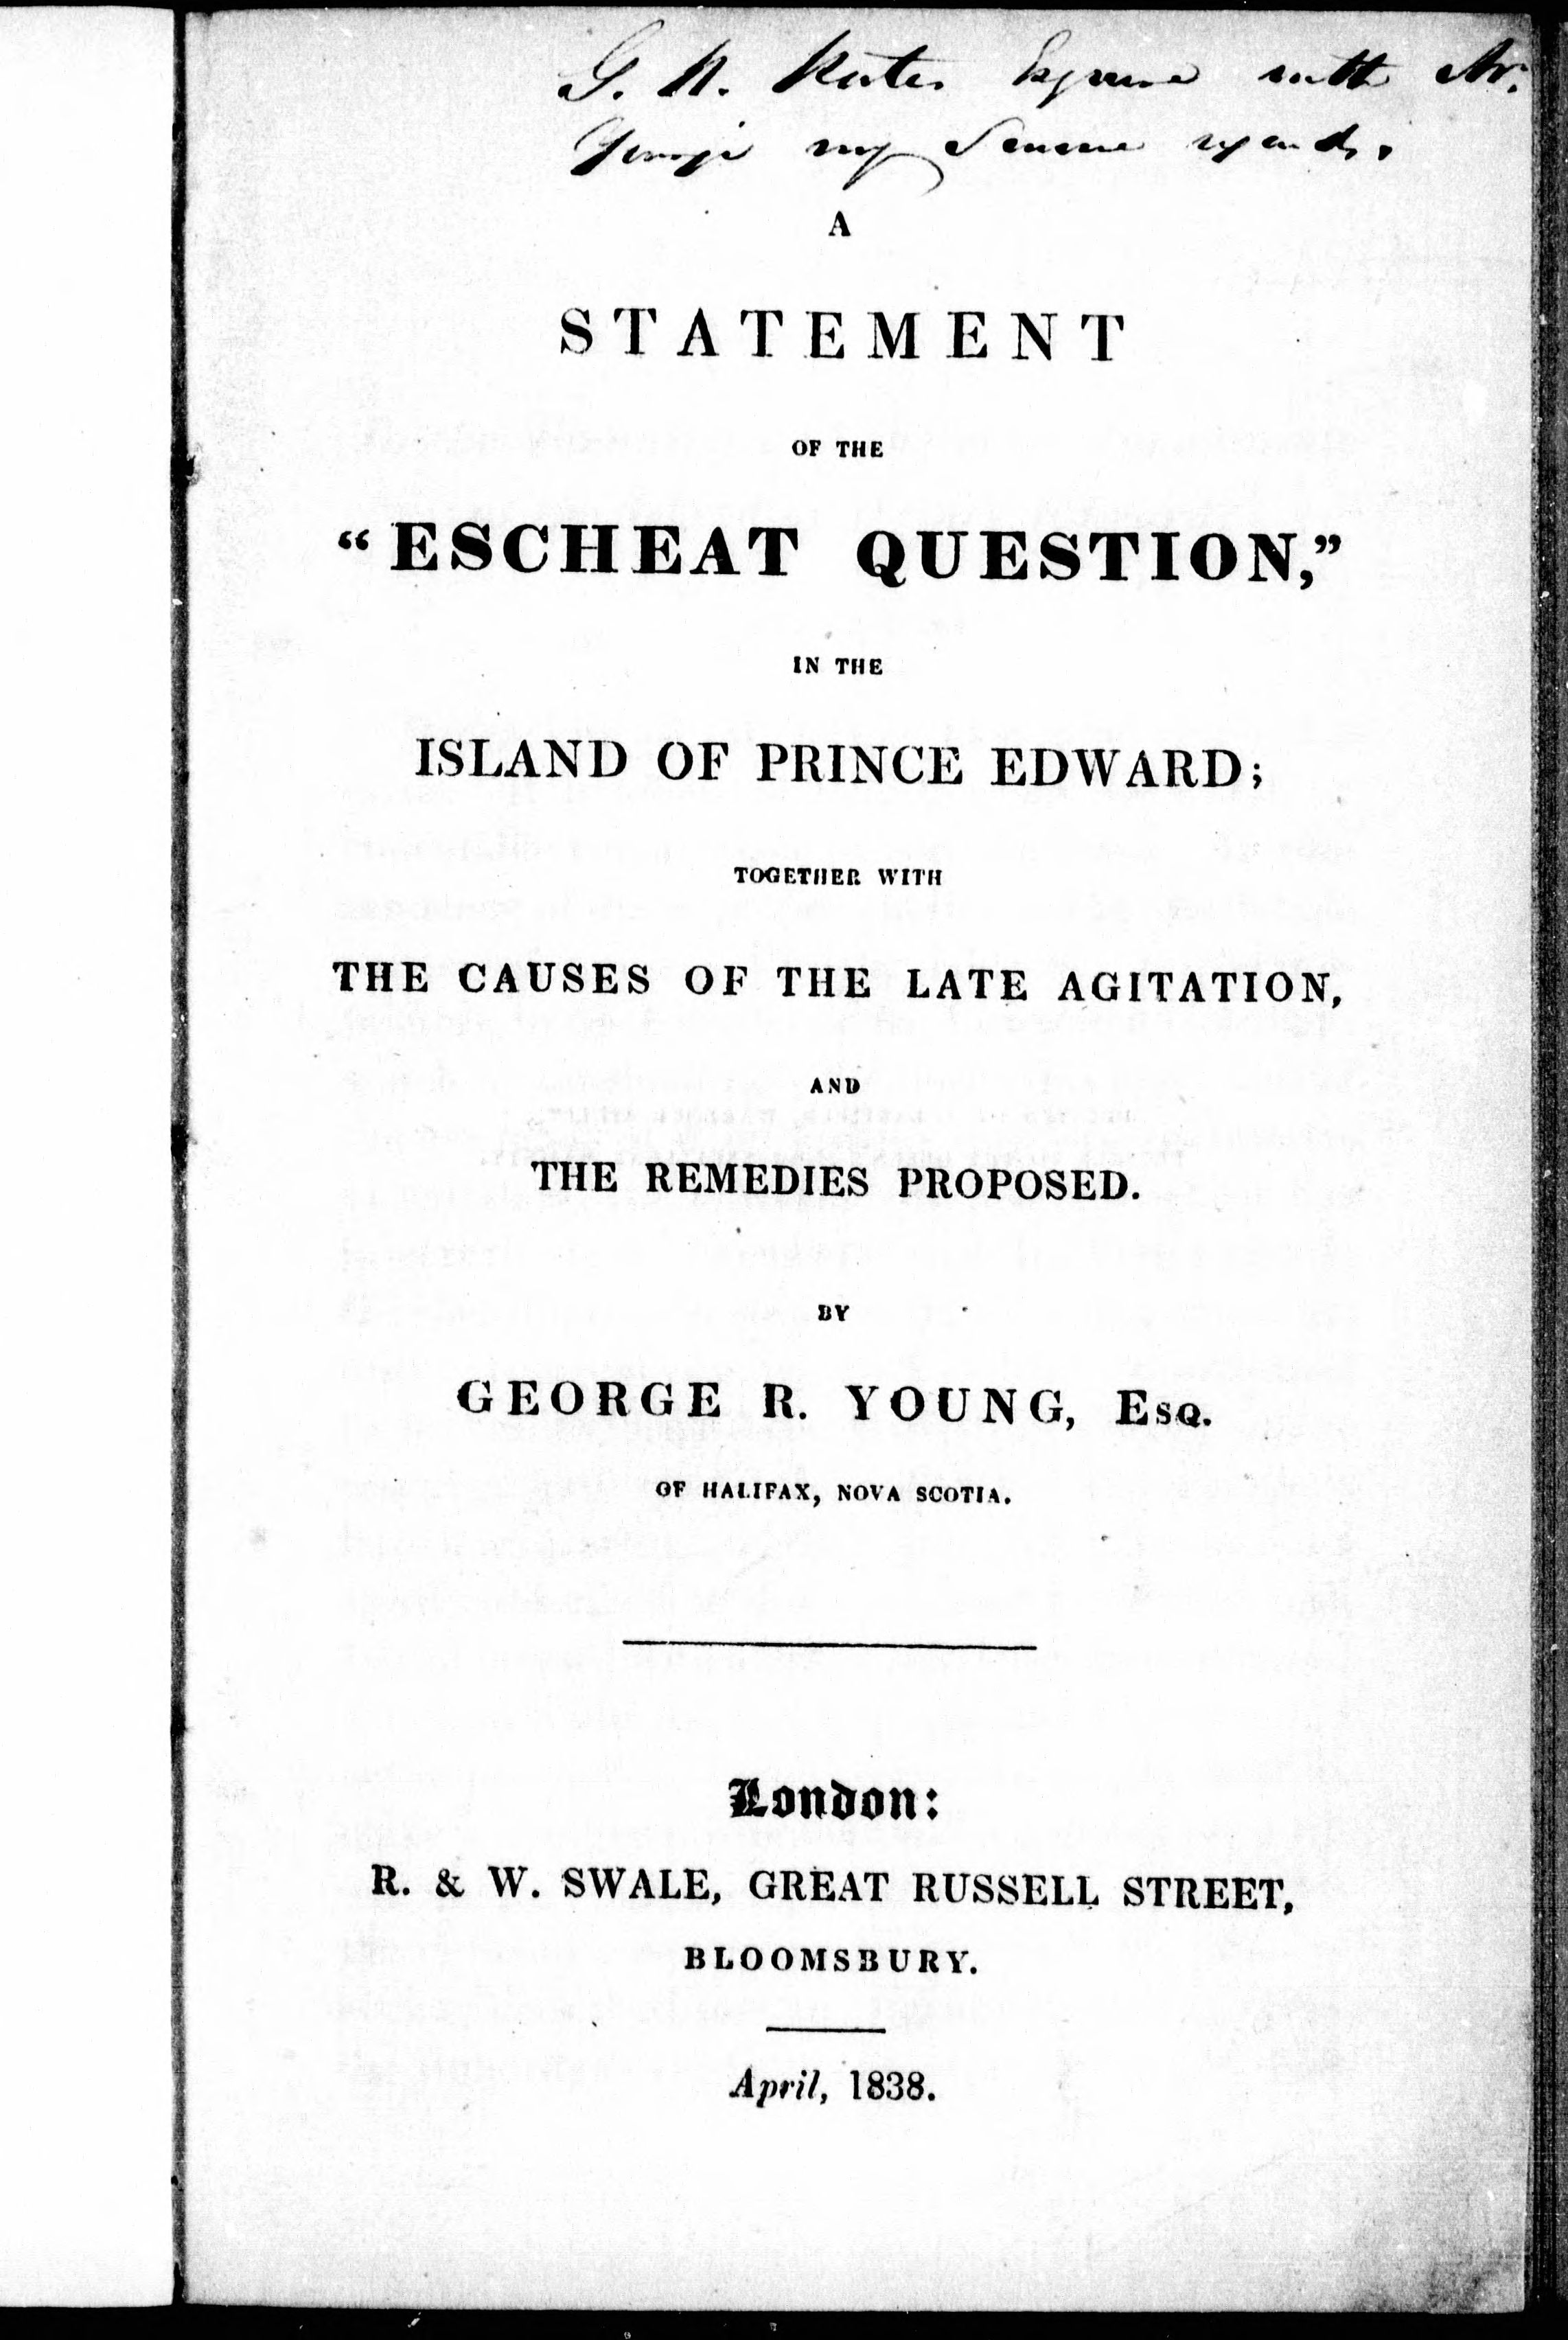 G. N.
my
A
STATEMENT
OF THE
“ESCHEAT QUESTION,”
IN THE
ISLAND OF PRINCE EDWARD;
TOGETHER WITH
THE CAUSES OF THE LATE AGITATION,
AND
THE REMEDIES PROPOSED.
BY
GEORGE R. YOUNG, Esq.
OF HALIFAX, NOVA SCOTIA.
London:
R. & W. SWALE, GREAT RUSSELL STREET,
BLOOMSBURY.
April, 1838.